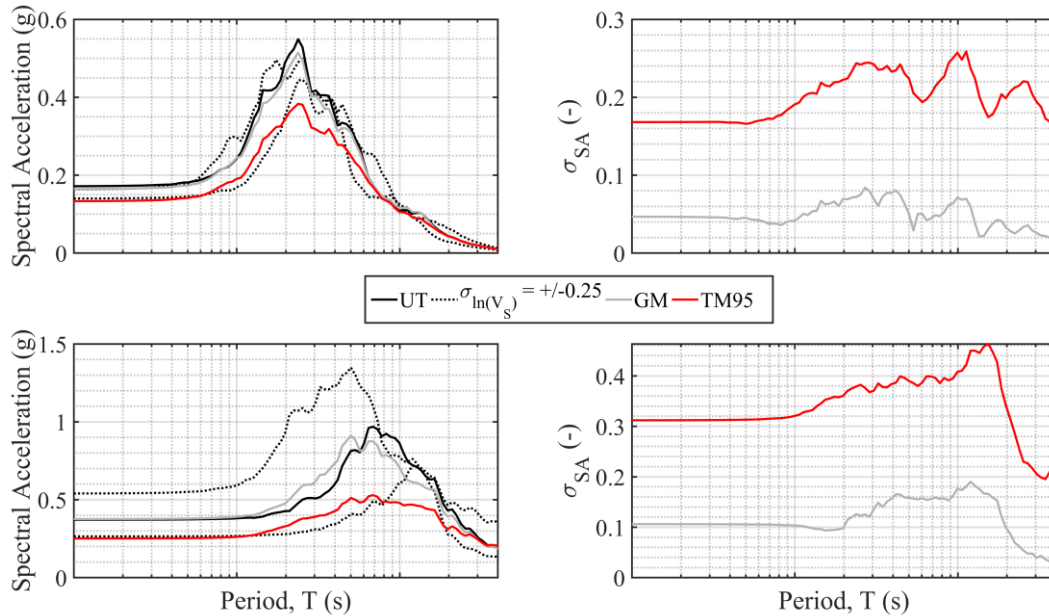 Spectral Acceleration (g)
0.6
0.4
0.2
0
σSA (-)
0.3
0.2
0.1
0
UT σln(VS) = +/-0.25 GM TM95
Spectral Acceleration (g)
1.5
1
0.5
0
Period, T (s)
σSA (-)
0.4
0.3
0.2
0.1
0
Period, T (s)